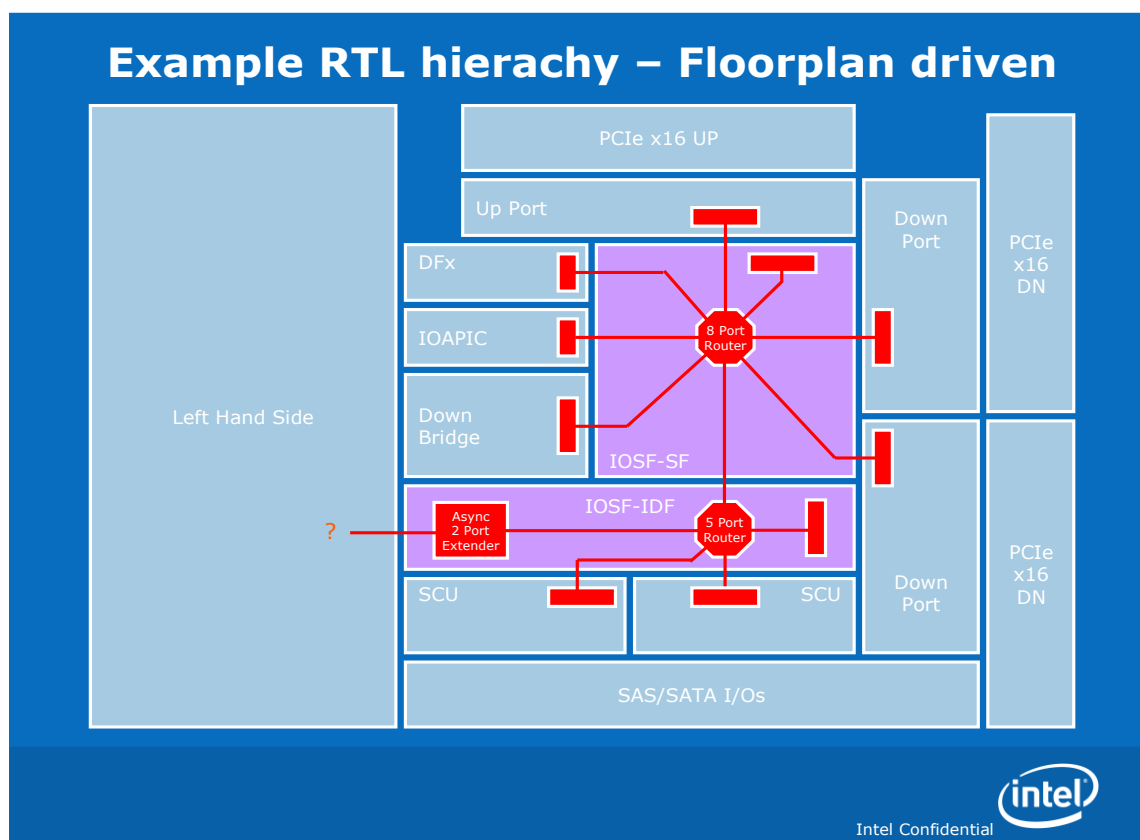 Example RTL hierachy – Floorplan driven
PCIe x16 UP
Up Port
Down
Port
PCIe
x16
DN
DFx
IOAPIC
8 Port
Router
Left Hand Side
Down
Bridge
IOSF-SF
IOSF-IDF
?
Async
2 Port
Extender
5 Port
Router
SCU
SCU
Down
Port
PCIe
x16
DN
SAS/SATA I/Os
intel
Intel Confidential